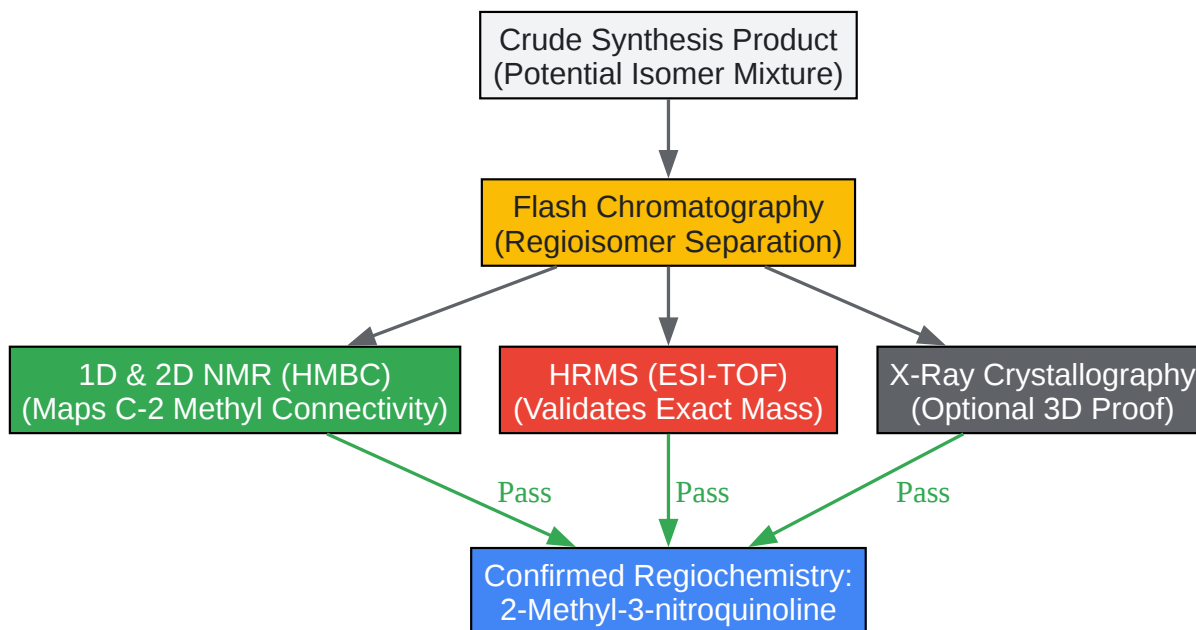 Crude Synthesis Product
(Potential Isomer Mixture)
Flash Chromatography
(Regioisomer Separation)
1D & 2D NMR (HMBC)
(Maps C-2 Methyl Connectivity)
HRMS (ESI-TOF)
(Validates Exact Mass)
X-Ray Crystallography
(Optional 3D Proof)
Pass
Pass
Pass
Confirmed Regiochemistry:
2-Methyl-3-nitroquinoline